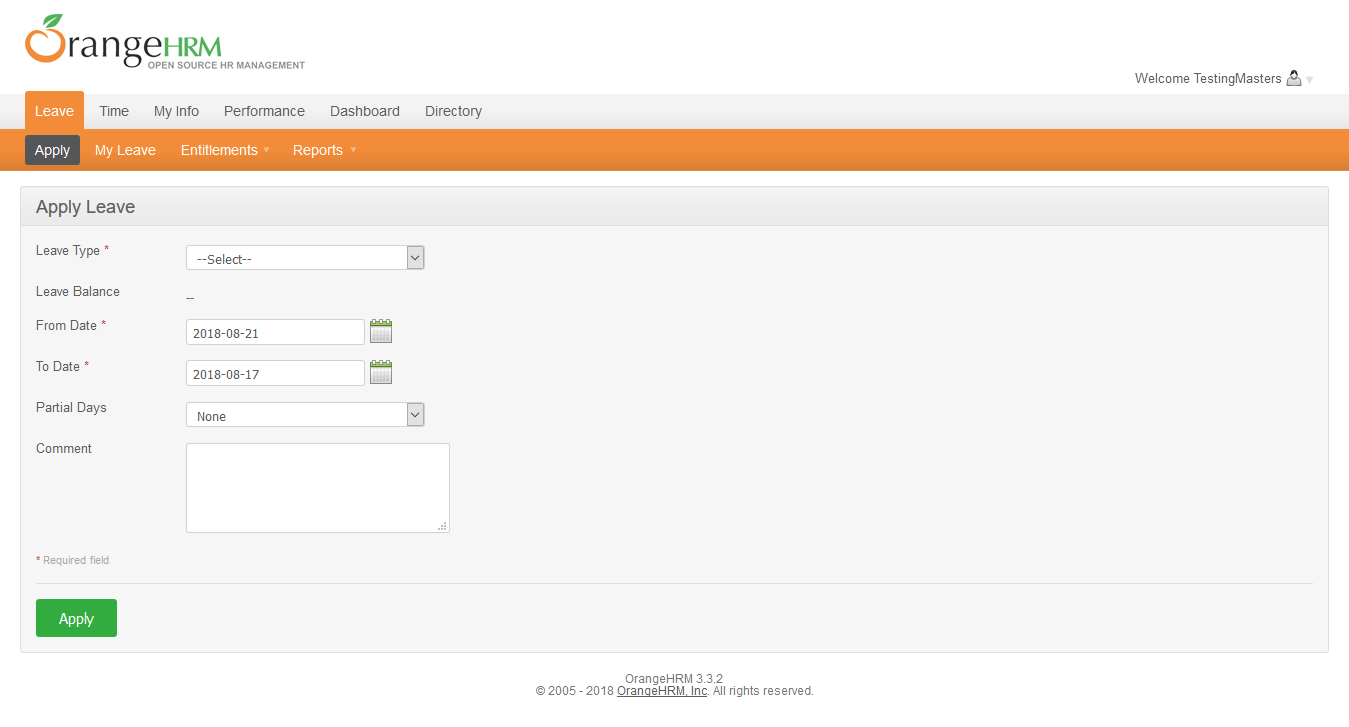 OrangeHRM
OPEN SOURCE HR MANAGEMENT
Welcome TestingMasters
Leave Time My Info Performance Dashboard Directory
Apply My Leave Entitlements Reports
Apply Leave
Leave Type *
--Select--
Leave Balance
--
From Date *
2018-08-21
To Date *
2018-08-17
Partial Days
None
Comment
* Required field
Apply
OrangeHRM 3.3.2
© 2005 - 2018 OrangeHRM, Inc. All rights reserved.